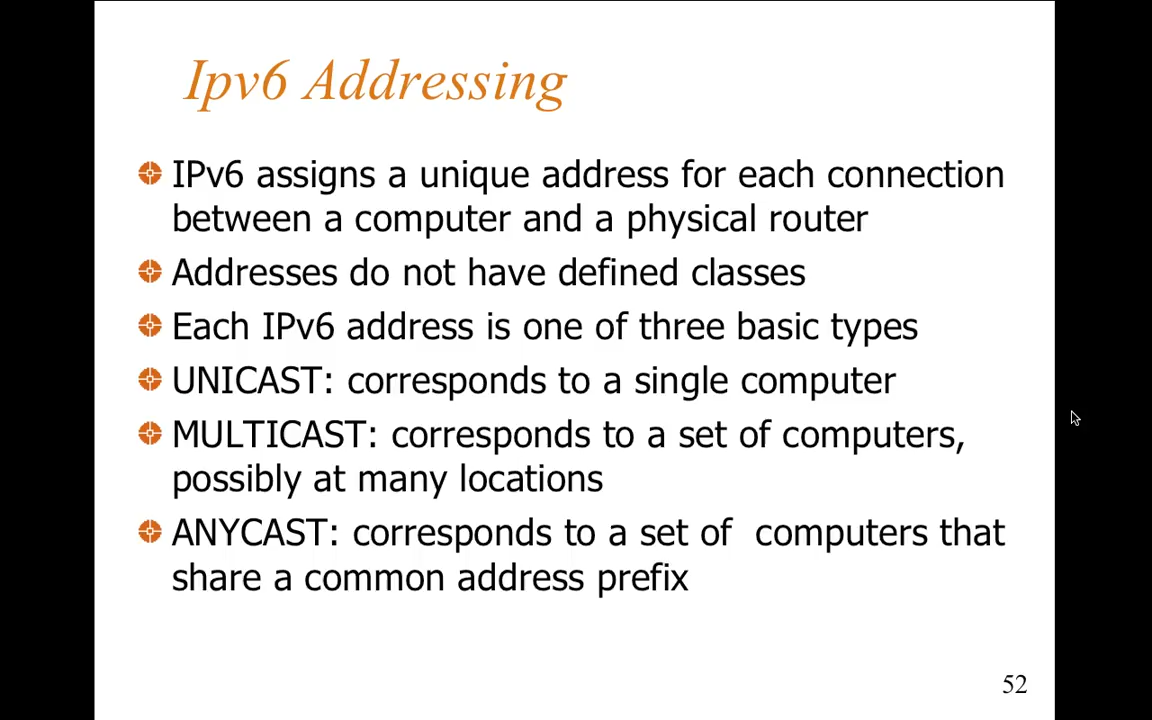 Ipv6 Addressing
IPv6 assigns a unique address for each connection
between a computer and a physical router
Addresses do not have defined classes
Each IPv6 address is one of three basic types
UNICAST: corresponds to a single computer
MULTICAST: corresponds to a set of computers,
possibly at many locations
ANYCAST: corresponds to a set of  computers that
share a common address prefix
52